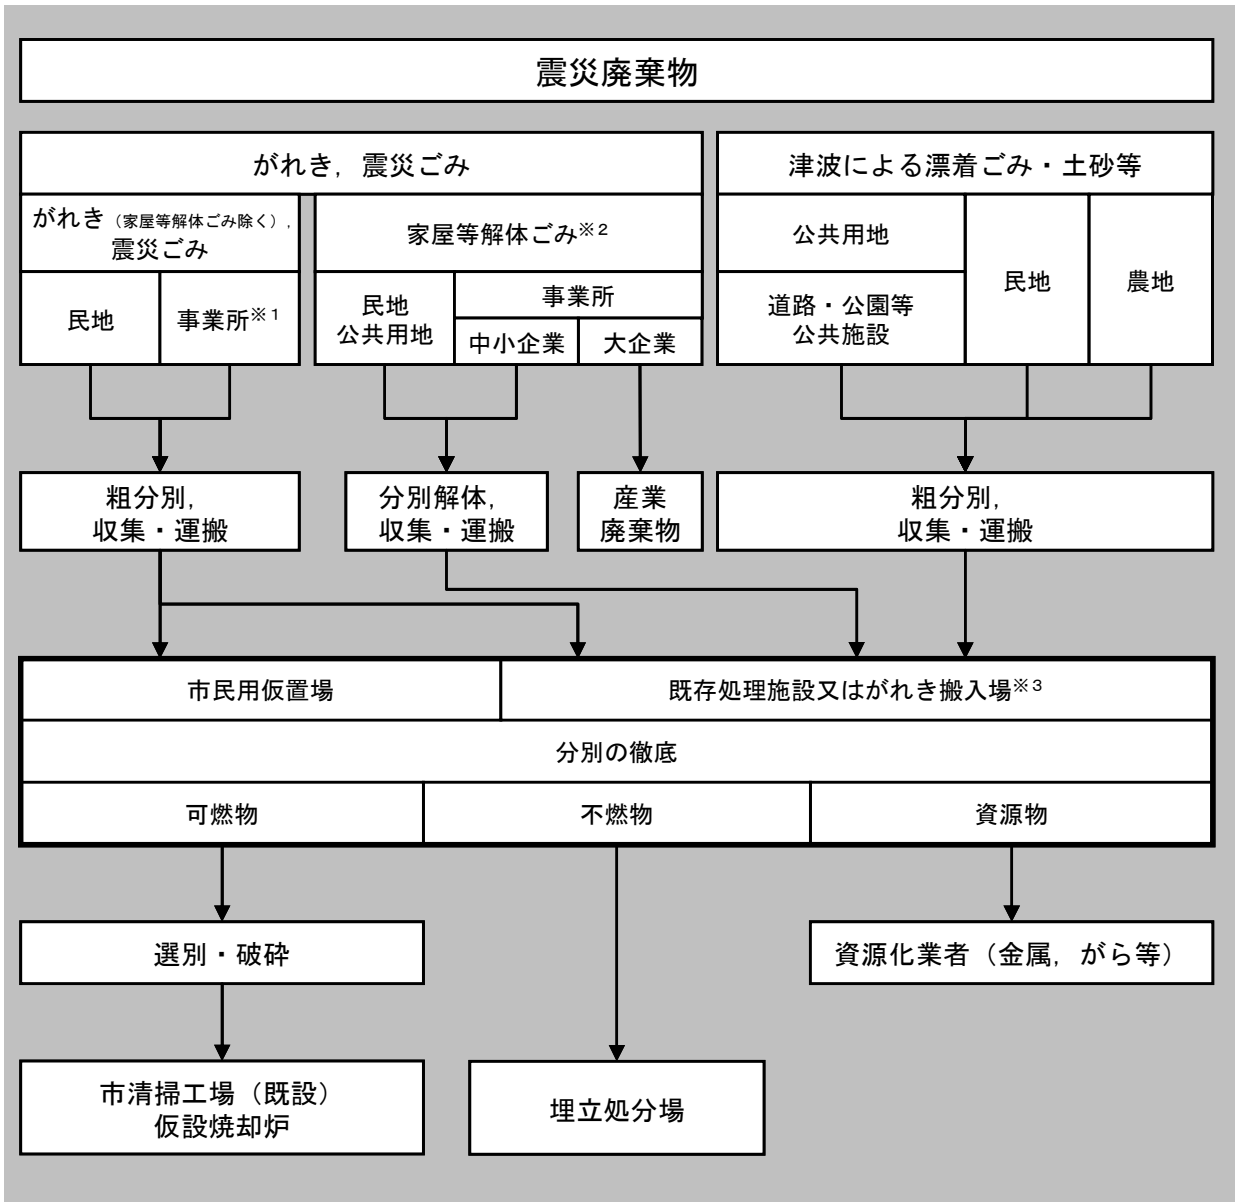 震災廃棄物
がれき，震災ごみ
津波による漂着ごみ・土砂等
がれき（家屋等解体ごみ除く），
震災ごみ
家屋等解体ごみ※2
公共用地
民地
農地
民地
事業所※1
民地
公共用地
事業所
中小企業
大企業
道路・公園等
公共施設
粗分別，
収集・運搬
分別解体，
収集・運搬
産業
廃棄物
粗分別，
収集・運搬
市民用仮置場
既存処理施設又はがれき搬入場※3
分別の徹底
可燃物
不燃物
資源物
選別・破砕
資源化業者（金属，がら等）
市清掃工場（既設）
仮設焼却炉
埋立処分場